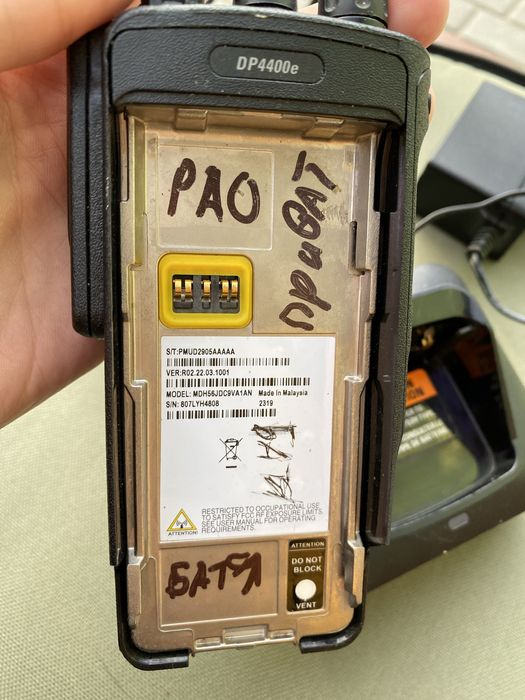 DP4400e
РАО
приват
S/T:PMUD2905AAAAA
VER:R02.22.03.1001
MODEL: MDH56JDC9VA1AN Made In Malaysia
S/N: 807LYH4808 2319
ATTENTION!
RESTRICTED TO OCCUPATIONAL USE
TO SATISFY FCC RF EXPOSURE LIMITS.
SEE USER MANUAL FOR OPERATING
REQUIREMENTS.
БАТЯ
ATTENTION
DO NOT
BLOCK
VENT